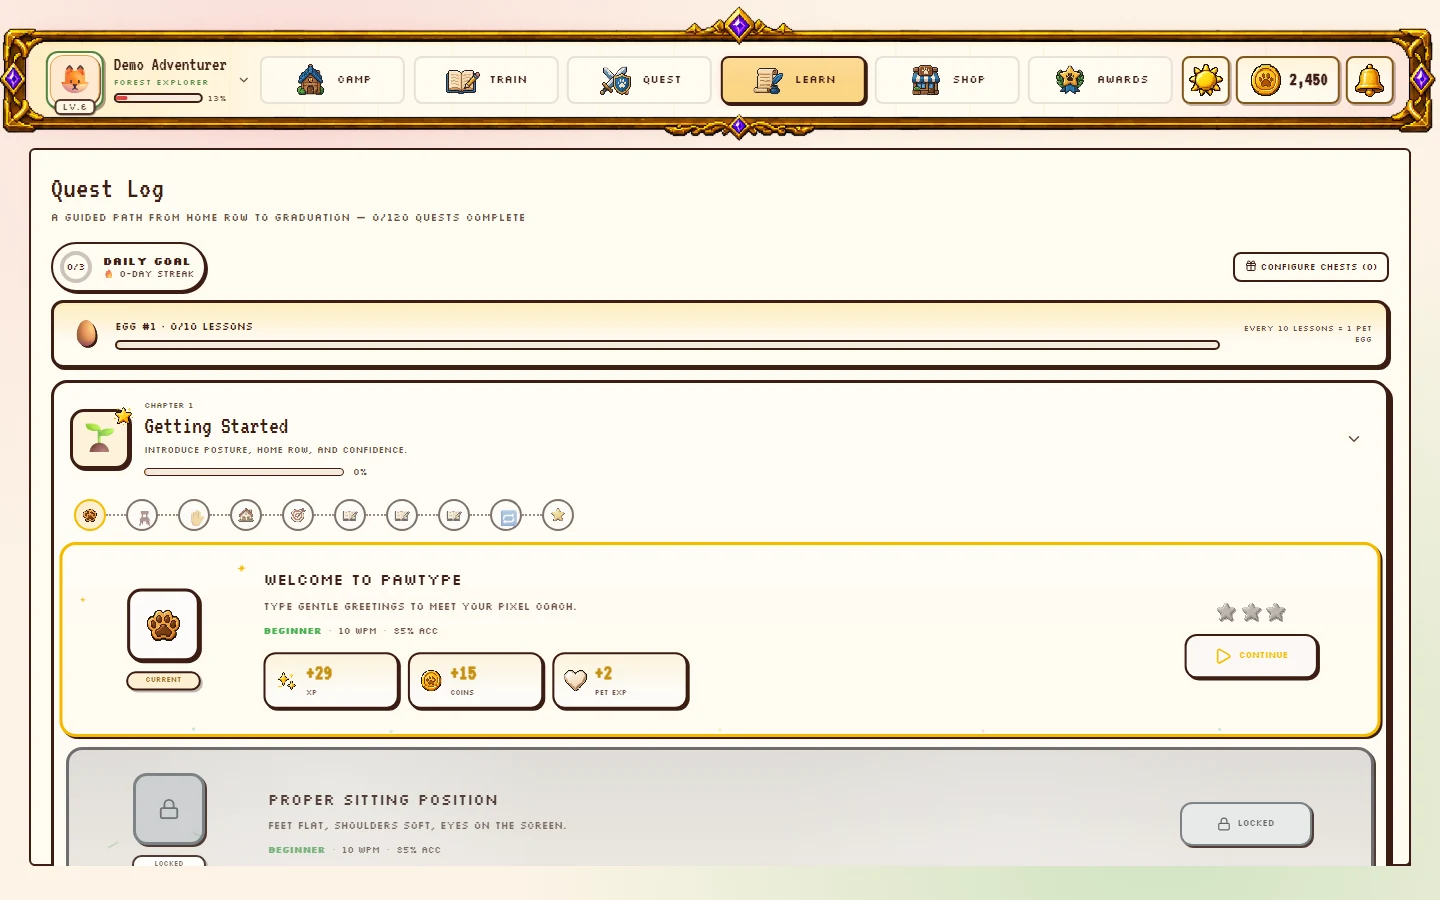 Demo Adventurer
FOREST EXPLORER
13%
LV.6
CAMP
TRAIN
QUEST
LEARN
SHOP
AWARDS
2,450
Quest Log
A GUIDED PATH FROM HOME ROW TO GRADUATION — 0/120 QUESTS COMPLETE
0/3
DAILY GOAL
0-DAY STREAK
CONFIGURE CHESTS (0)
EGG #1 · 0/10 LESSONS
EVERY 10 LESSONS = 1 PET
EGG
CHAPTER 1
Getting Started
INTRODUCE POSTURE, HOME ROW, AND CONFIDENCE.
0%
WELCOME TO PAWTYPE
TYPE GENTLE GREETINGS TO MEET YOUR PIXEL COACH.
BEGINNER · 10 WPM · 85% ACC
CURRENT
+29
XP
+15
COINS
+2
PET EXP
CONTINUE
PROPER SITTING POSITION
FEET FLAT, SHOULDERS SOFT, EYES ON THE SCREEN.
BEGINNER · 10 WPM · 85% ACC
LOCKED
LOCKED